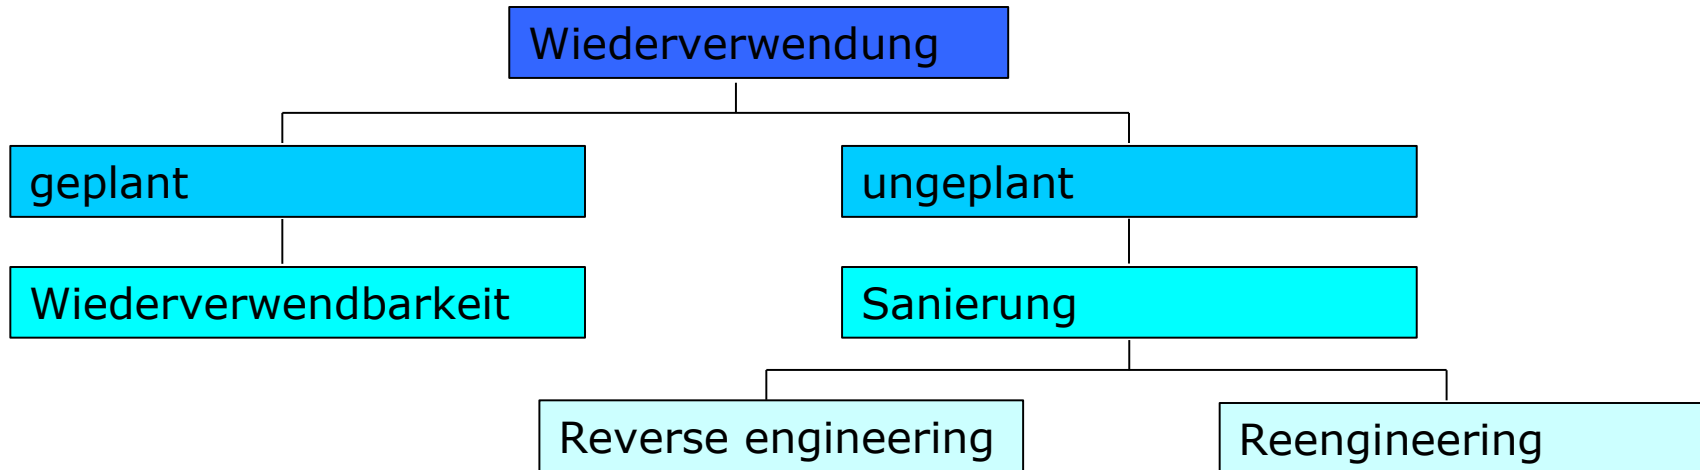 Wiederverwendung
geplant
ungeplant
Wiederverwendbarkeit
Sanierung
Reverse engineering
Reengineering